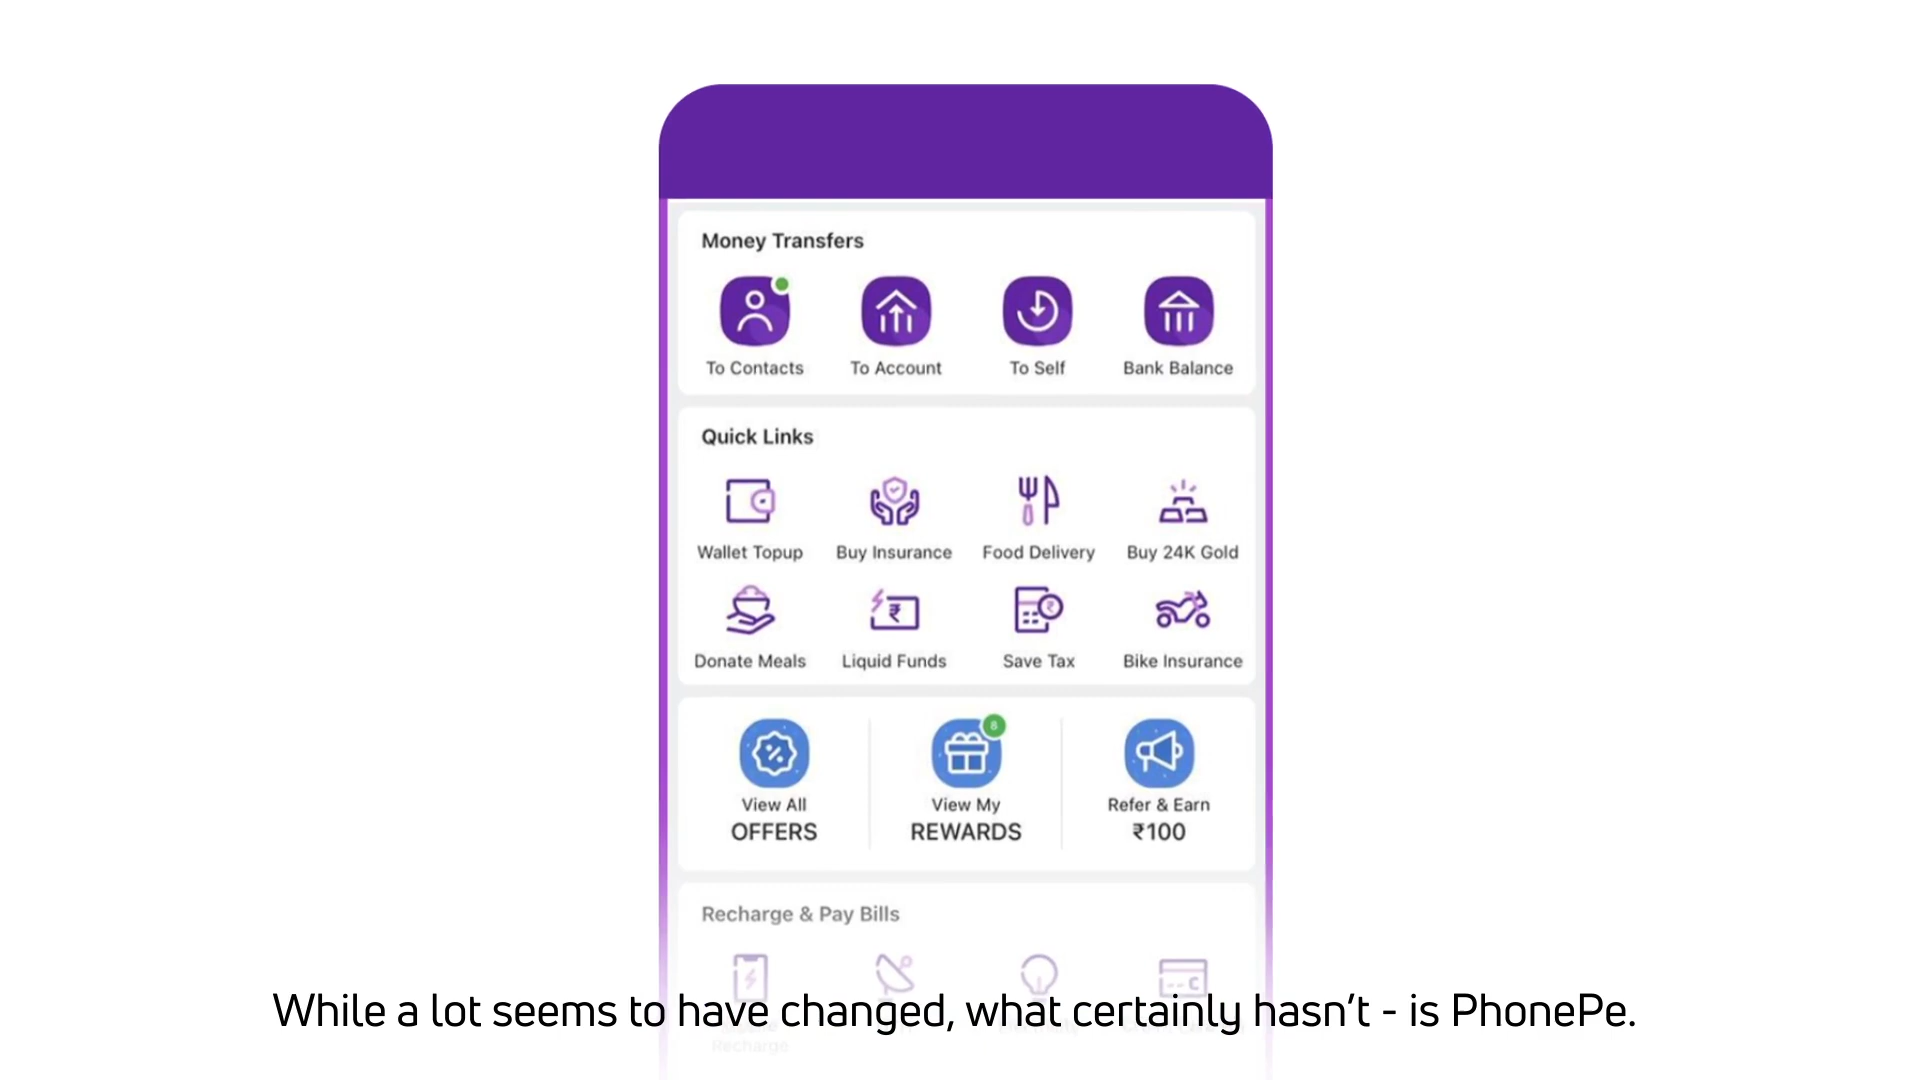 Money Transfers
To Contacts To Account To Self Bank Balance
Quick Links
Wallet Topup Buy Insurance Food Delivery Buy 24K Gold
Donate Meals Liquid Funds Save Tax Bike Insurance
8
View All View My Refer & Earn
OFFERS REWARDS ₹100
Recharge & Pay Bills
While a lot seems to have changed, what certainly hasn’t - is PhonePe.
Recharge